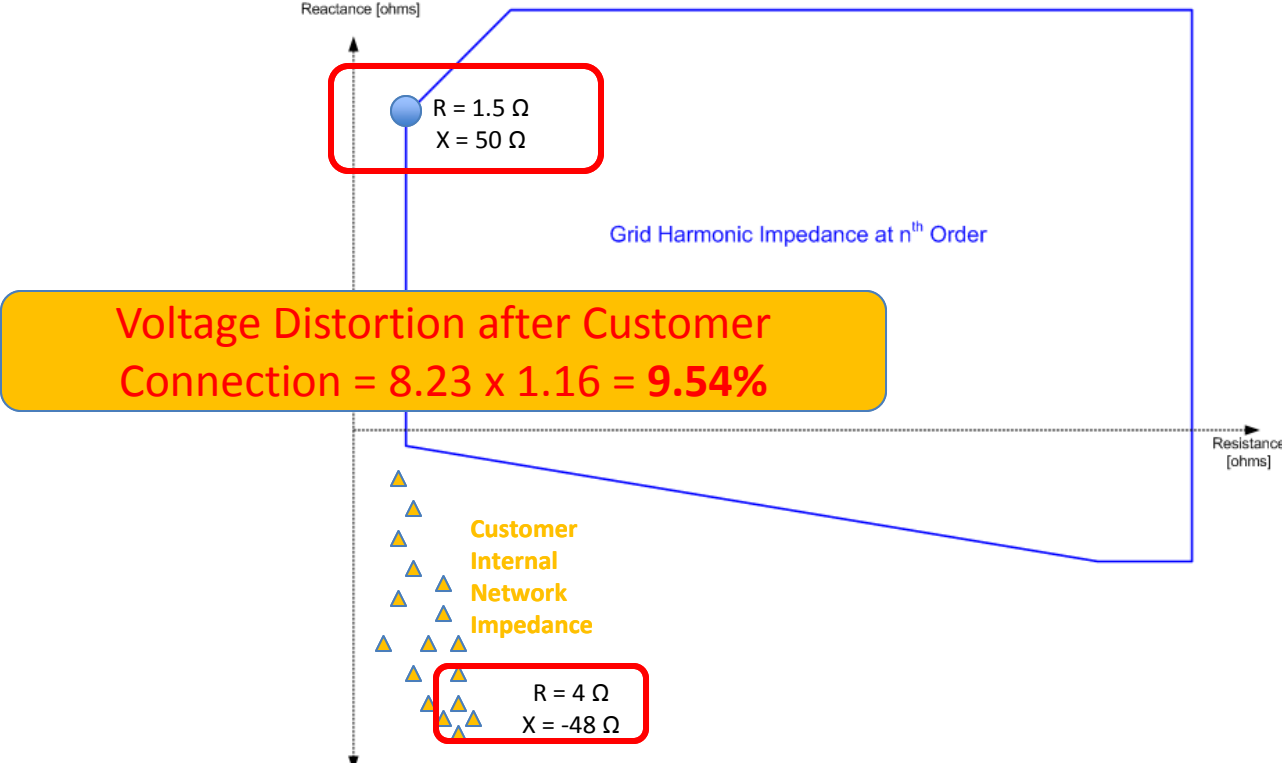 Reactance [ohms]
R = 1.5 Ω
X = 50 Ω
Grid Harmonic Impedance at nth Order
Voltage Distortion after Customer
Connection = 8.23 x 1.16 = 9.54%
Resistance
[ohms]
Customer
Internal
Network
Impedance
R = 4 Ω
X = -48 Ω